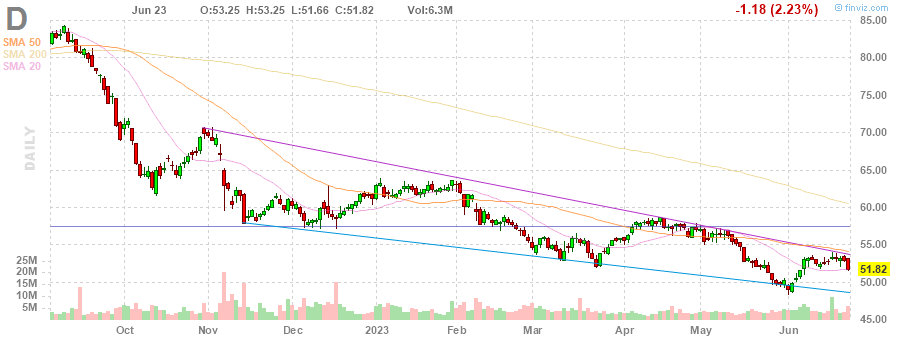 D Jun 23 O:53.25 H:53.25 L:51.66 C:51.82 Vol:6.3M -1.18 (2.23%) © finviz.com
SMA 50
SMA 200
SMA 20
DAILY
85.00
80.00
75.00
70.00
65.00
60.00
55.00
51.82
50.00
45.00
25M
20M
15M
10M
5M
Oct Nov Dec 2023 Feb Mar Apr May Jun